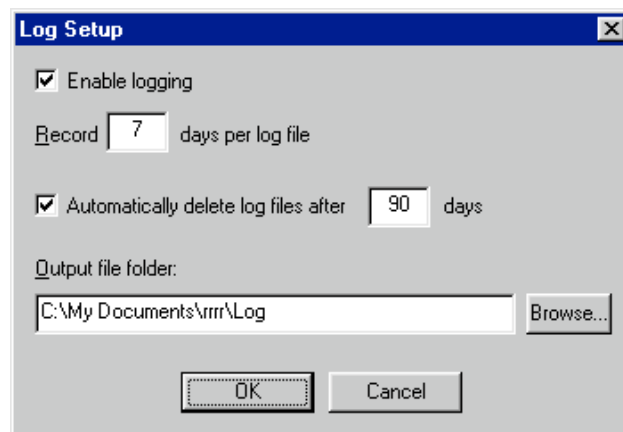 Log Setup
Enable logging
Record 7 days per log file
Automatically delete log files after 90 days
Output file folder:
C:\My Documents\rrrr\Log Browse...
OK Cancel